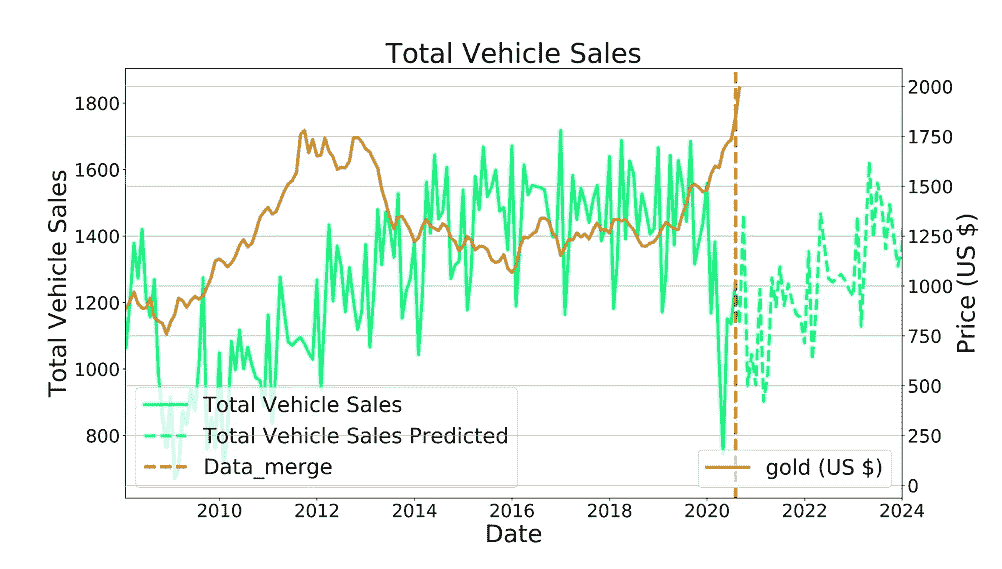 Total Vehicle Sales
Total Vehicle Sales
1800
1600
1400
1200
1000
800
2000
1750
1500
1250
1000
750
500
250
0
Price (US $)
Total Vehicle Sales
Total Vehicle Sales Predicted
Data_merge
gold (US $)
2010 2012 2014 2016 2018 2020 2022 2024
Date